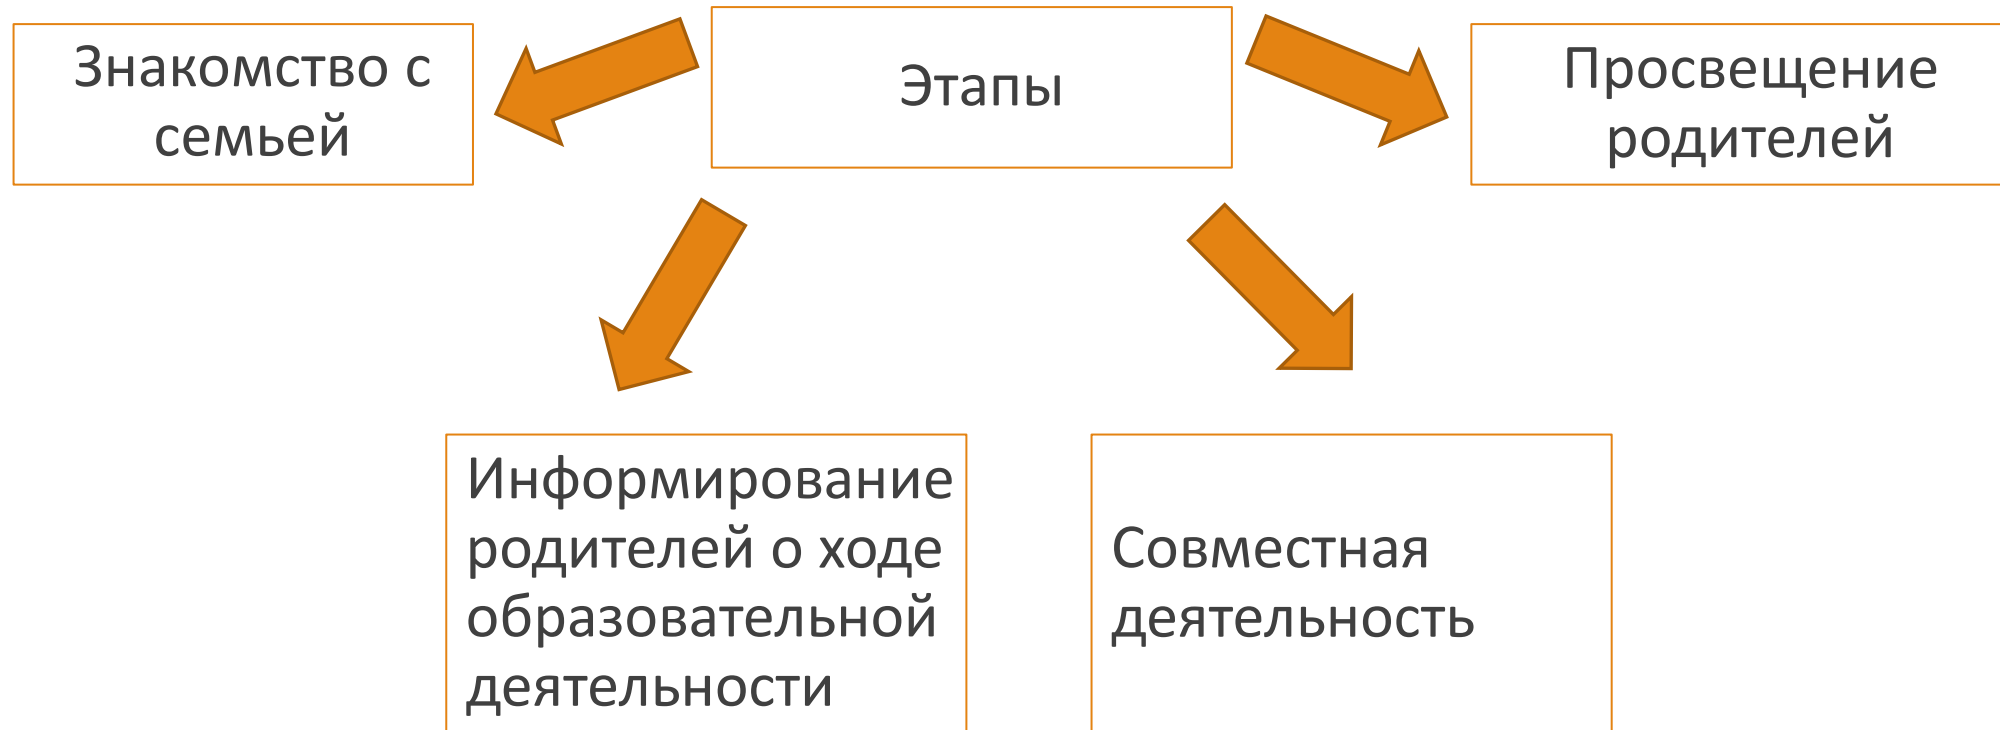 Знакомство с
семьей
Этапы
Просвещение
родителей
Информирование
родителей о ходе
образовательной
деятельности
Совместная
деятельность